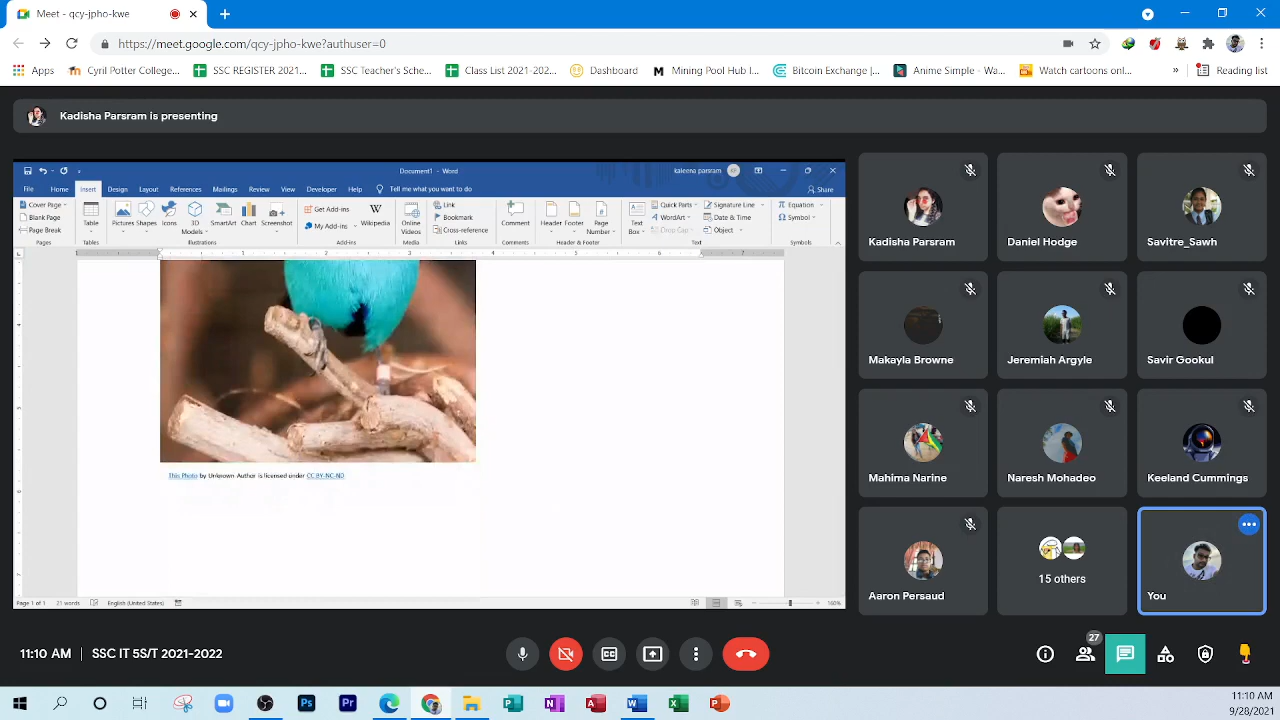 Meet - qcy-jpho-kwe
https://meet.google.com/qcy-jpho-kwe?authuser=0
Apps Cyril Potter College... SSC REGISTER 2021... SSC Teacher's Sche... Class List 2021-202... Dashboard Mining Pool Hub |... Bitcoin Exchange |... Anime Simple - Wa... Watch cartoons onl... » Reading list
Kadisha Parsram is presenting
Document1 - Word
kaleena parsram
KP
File Home Insert Design Layout References Mailings Review View Developer Help Tell me what you want to do
Share
Cover Page
Blank Page
Page Break
Pages
Table
Tables
Pictures Shapes Icons 3D Models SmartArt Chart Screenshot
Illustrations
Get Add-ins
My Add-ins
Wikipedia
Add-ins
Online Videos
Media
Link
Bookmark
Cross-reference
Links
Comment
Comments
Header Footer Page Number
Header & Footer
Text Box
Quick Parts
WordArt
Drop Cap
Signature Line
Date & Time
Object
Text
Equation
Symbol
Symbols
This Photo by Unknown Author is licensed under CC BY-NC-ND
Page 1 of 1 21 words English (United States)
160%
Kadisha Parsram
Daniel Paige
Savione_Sawh
Makayla Browne
Jeremiah Argyle
Savir Gookul
Mahima Narine
Naresh Mohadeo
Keeland Cummings
Aaron Persaud
15 others
You
11:10 AM | SSC IT 5S/T 2021-2022
27
11:10 AM
9/28/2021